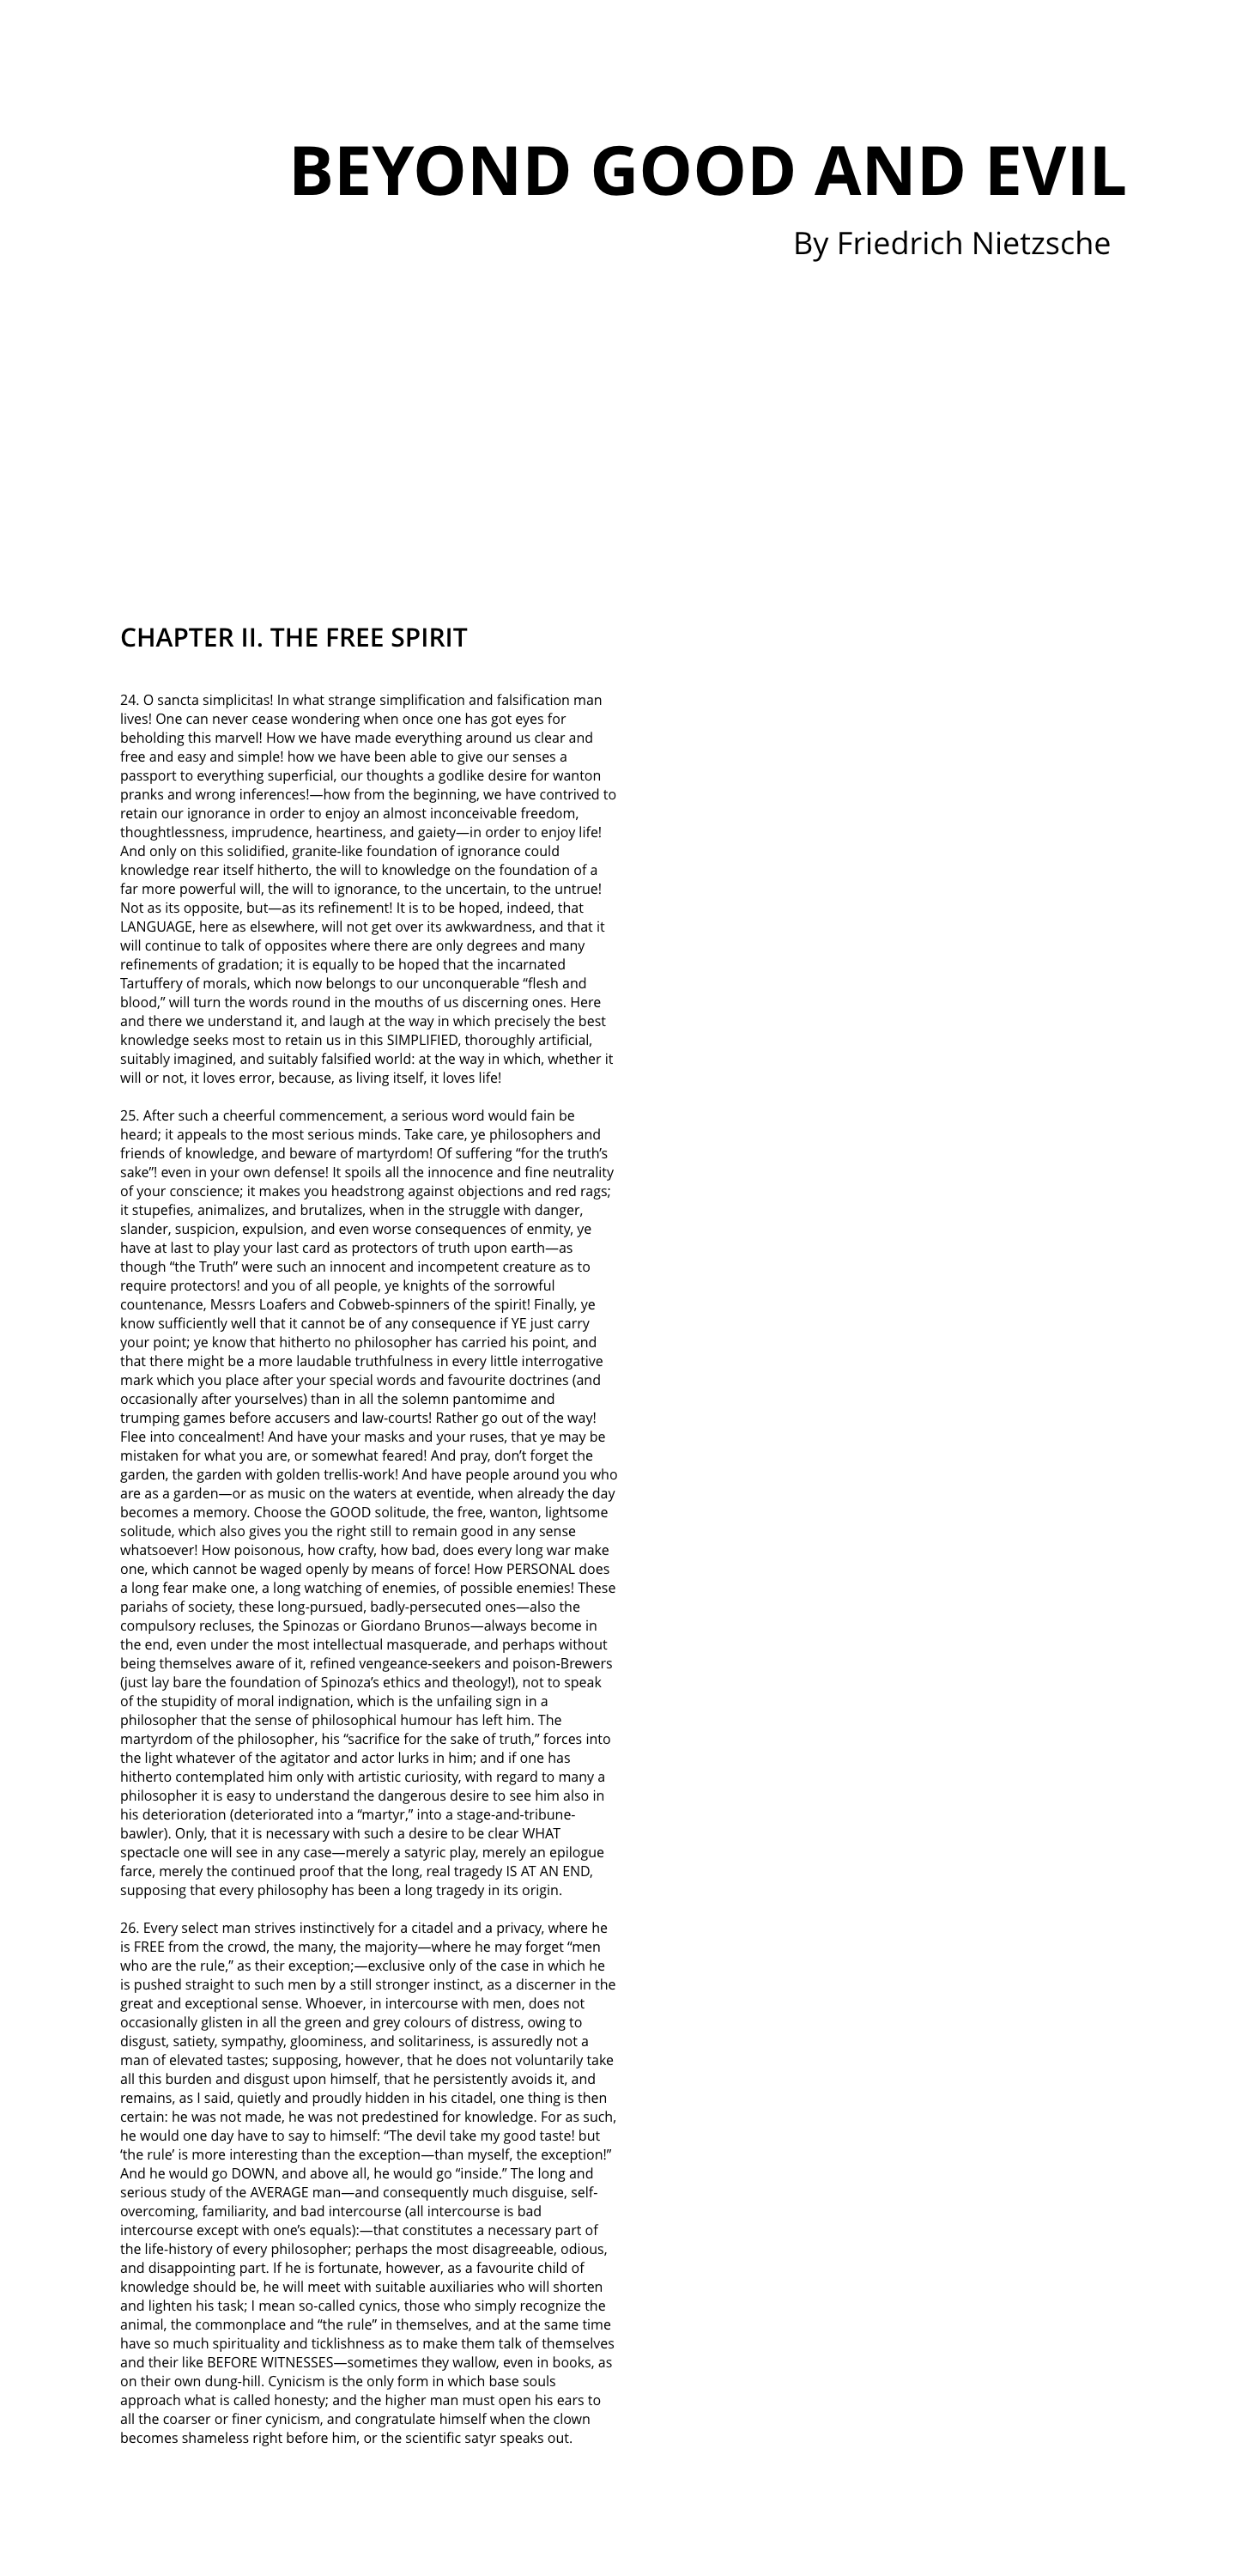 BEYOND GOOD AND EVIL
By Friedrich Nietzsche
CHAPTER II. THE FREE SPIRIT
24. O sancta simplicitas! In what strange simplification and falsification man
lives! One can never cease wondering when once one has got eyes for
beholding this marvel! How we have made everything around us clear and
free and easy and simple! how we have been able to give our senses a
passport to everything superficial, our thoughts a godlike desire for wanton
pranks and wrong inferences!—how from the beginning, we have contrived to
retain our ignorance in order to enjoy an almost inconceivable freedom,
thoughtlessness, imprudence, heartiness, and gaiety—in order to enjoy life!
And only on this solidified, granite-like foundation of ignorance could
knowledge rear itself hitherto, the will to knowledge on the foundation of a
far more powerful will, the will to ignorance, to the uncertain, to the untrue!
Not as its opposite, but—as its refinement! It is to be hoped, indeed, that
LANGUAGE, here as elsewhere, will not get over its awkwardness, and that it
will continue to talk of opposites where there are only degrees and many
refinements of gradation; it is equally to be hoped that the incarnated
Tartuffery of morals, which now belongs to our unconquerable “flesh and
blood,” will turn the words round in the mouths of us discerning ones. Here
and there we understand it, and laugh at the way in which precisely the best
knowledge seeks most to retain us in this SIMPLIFIED, thoroughly artificial,
suitably imagined, and suitably falsified world: at the way in which, whether it
will or not, it loves error, because, as living itself, it loves life!
25. After such a cheerful commencement, a serious word would fain be
heard; it appeals to the most serious minds. Take care, ye philosophers and
friends of knowledge, and beware of martyrdom! Of suffering “for the truth’s
sake”! even in your own defense! It spoils all the innocence and fine neutrality
of your conscience; it makes you headstrong against objections and red rags;
it stupefies, animalizes, and brutalizes, when in the struggle with danger,
slander, suspicion, expulsion, and even worse consequences of enmity, ye
have at last to play your last card as protectors of truth upon earth—as
though “the Truth” were such an innocent and incompetent creature as to
require protectors! and you of all people, ye knights of the sorrowful
countenance, Messrs Loafers and Cobweb-spinners of the spirit! Finally, ye
know sufficiently well that it cannot be of any consequence if YE just carry
your point; ye know that hitherto no philosopher has carried his point, and
that there might be a more laudable truthfulness in every little interrogative
mark which you place after your special words and favourite doctrines (and
occasionally after yourselves) than in all the solemn pantomime and
trumping games before accusers and law-courts! Rather go out of the way!
Flee into concealment! And have your masks and your ruses, that ye may be
mistaken for what you are, or somewhat feared! And pray, don’t forget the
garden, the garden with golden trellis-work! And have people around you who
are as a garden—or as music on the waters at eventide, when already the day
becomes a memory. Choose the GOOD solitude, the free, wanton, lightsome
solitude, which also gives you the right still to remain good in any sense
whatsoever! How poisonous, how crafty, how bad, does every long war make
one, which cannot be waged openly by means of force! How PERSONAL does
a long fear make one, a long watching of enemies, of possible enemies! These
pariahs of society, these long-pursued, badly-persecuted ones—also the
compulsory recluses, the Spinozas or Giordano Brunos—always become in
the end, even under the most intellectual masquerade, and perhaps without
being themselves aware of it, refined vengeance-seekers and poison-Brewers
(just lay bare the foundation of Spinoza’s ethics and theology!), not to speak
of the stupidity of moral indignation, which is the unfailing sign in a
philosopher that the sense of philosophical humour has left him. The
martyrdom of the philosopher, his “sacrifice for the sake of truth,” forces into
the light whatever of the agitator and actor lurks in him; and if one has
hitherto contemplated him only with artistic curiosity, with regard to many a
philosopher it is easy to understand the dangerous desire to see him also in
his deterioration (deteriorated into a “martyr,” into a stage-and-tribune-
bawler). Only, that it is necessary with such a desire to be clear WHAT
spectacle one will see in any case—merely a satyric play, merely an epilogue
farce, merely the continued proof that the long, real tragedy IS AT AN END,
supposing that every philosophy has been a long tragedy in its origin.
26. Every select man strives instinctively for a citadel and a privacy, where he
is FREE from the crowd, the many, the majority—where he may forget “men
who are the rule,” as their exception;—exclusive only of the case in which he
is pushed straight to such men by a still stronger instinct, as a discerner in the
great and exceptional sense. Whoever, in intercourse with men, does not
occasionally glisten in all the green and grey colours of distress, owing to
disgust, satiety, sympathy, gloominess, and solitariness, is assuredly not a
man of elevated tastes; supposing, however, that he does not voluntarily take
all this burden and disgust upon himself, that he persistently avoids it, and
remains, as I said, quietly and proudly hidden in his citadel, one thing is then
certain: he was not made, he was not predestined for knowledge. For as such,
he would one day have to say to himself: “The devil take my good taste! but
‘the rule’ is more interesting than the exception—than myself, the exception!”
And he would go DOWN, and above all, he would go “inside.” The long and
serious study of the AVERAGE man—and consequently much disguise, self-
overcoming, familiarity, and bad intercourse (all intercourse is bad
intercourse except with one’s equals):—that constitutes a necessary part of
the life-history of every philosopher; perhaps the most disagreeable, odious,
and disappointing part. If he is fortunate, however, as a favourite child of
knowledge should be, he will meet with suitable auxiliaries who will shorten
and lighten his task; I mean so-called cynics, those who simply recognize the
animal, the commonplace and “the rule” in themselves, and at the same time
have so much spirituality and ticklishness as to make them talk of themselves
and their like BEFORE WITNESSES—sometimes they wallow, even in books, as
on their own dung-hill. Cynicism is the only form in which base souls
approach what is called honesty; and the higher man must open his ears to
all the coarser or finer cynicism, and congratulate himself when the clown
becomes shameless right before him, or the scientific satyr speaks out.